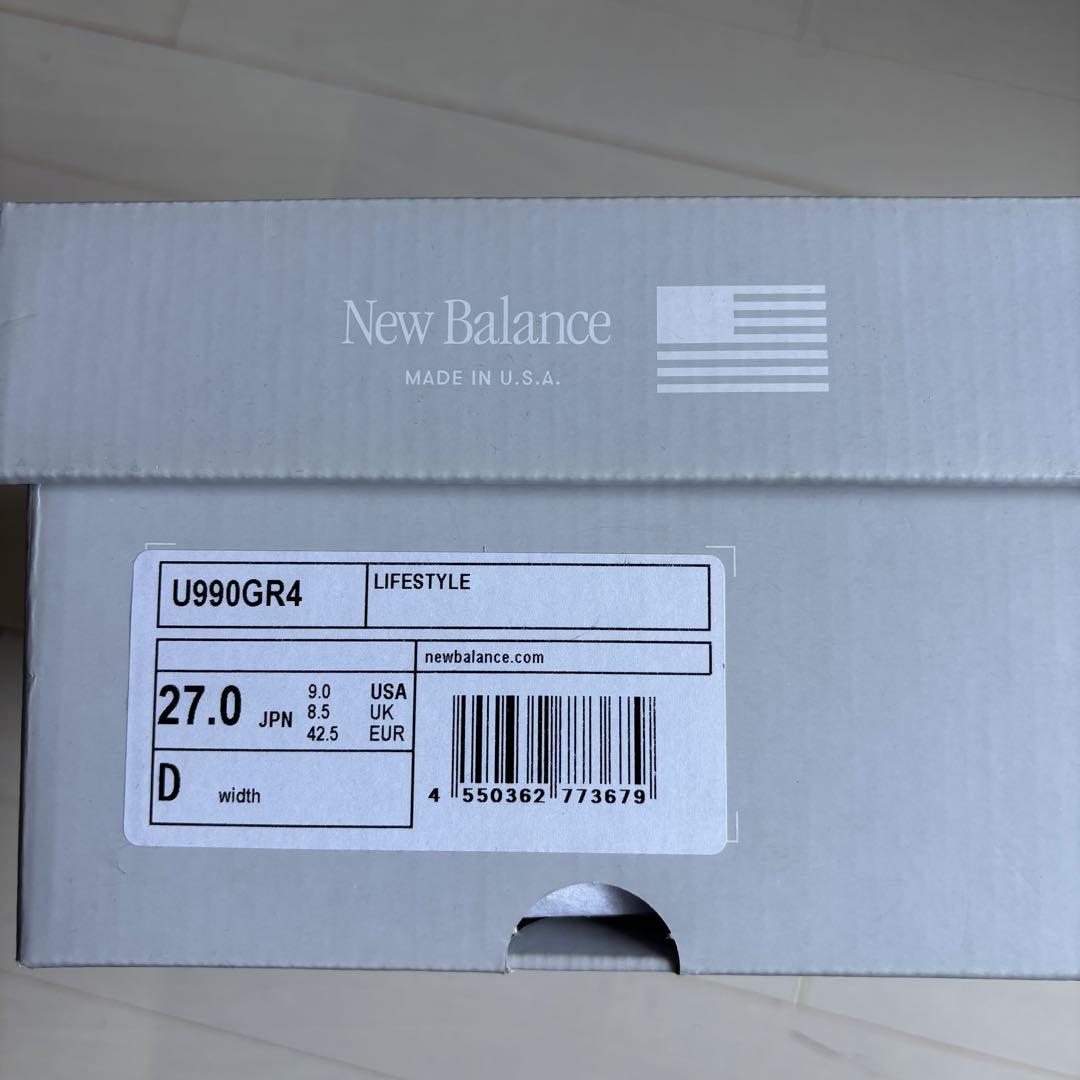 New Balance
MADE IN U.S.A.
U990GR4
LIFESTYLE
newbalance.com
27.0 JPN
9.0 USA
8.5 UK
42.5 EUR
D width
4 550362 773679